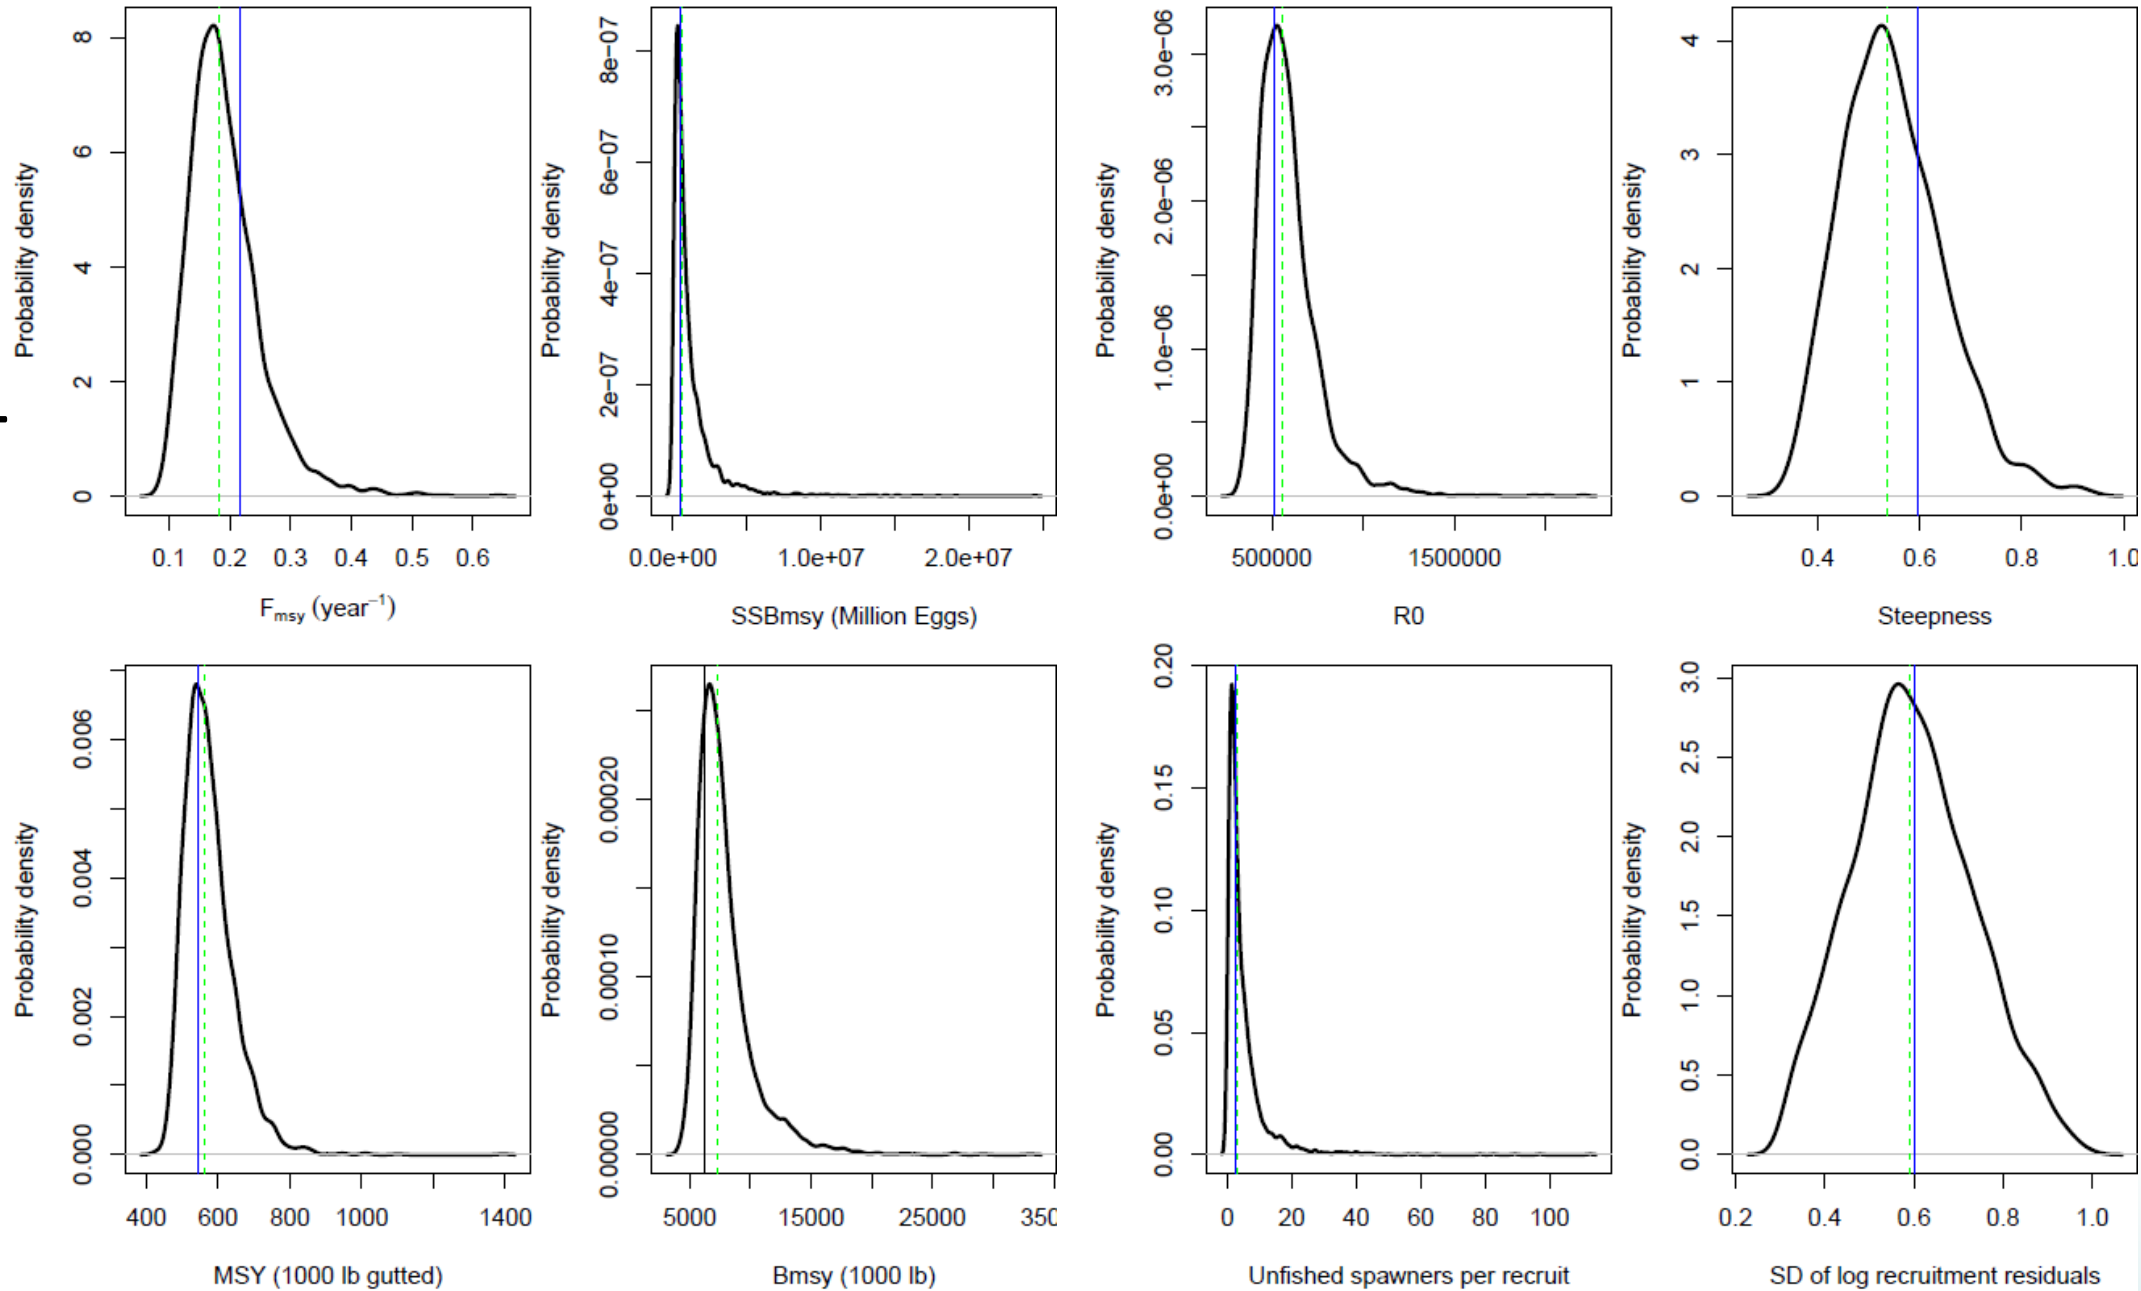 Probability density
0 2 4 6 8
0.1 0.2 0.3 0.4 0.5 0.6
Fmsy (year−1)
Probability density
0e+00 2e−07 4e−07 6e−07 8e−07
0.0e+00 1.0e+07 2.0e+07
SSBmsy (Million Eggs)
Probability density
0.0e+00 1.0e−06 2.0e−06 3.0e−06
5000000 1500000
R0
Probability density
0 1 2 3 4
0.4 0.6 0.8 1.0
Steepness
Probability density
0.000 0.002 0.004 0.006
400 600 800 1000 1400
MSY (1000 lb gutted)
Probability density
0.00000 0.00010 0.00020
5000 15000 25000 350
Bmsy (1000 lb)
Probability density
0.00 0.05 0.10 0.15 0.20
0 20 40 60 80 100
Unfished spawners per recruit
Probability density
0.0 0.5 1.0 1.5 2.0 2.5 3.0
0.2 0.4 0.6 0.8 1.0
SD of log recruitment residuals